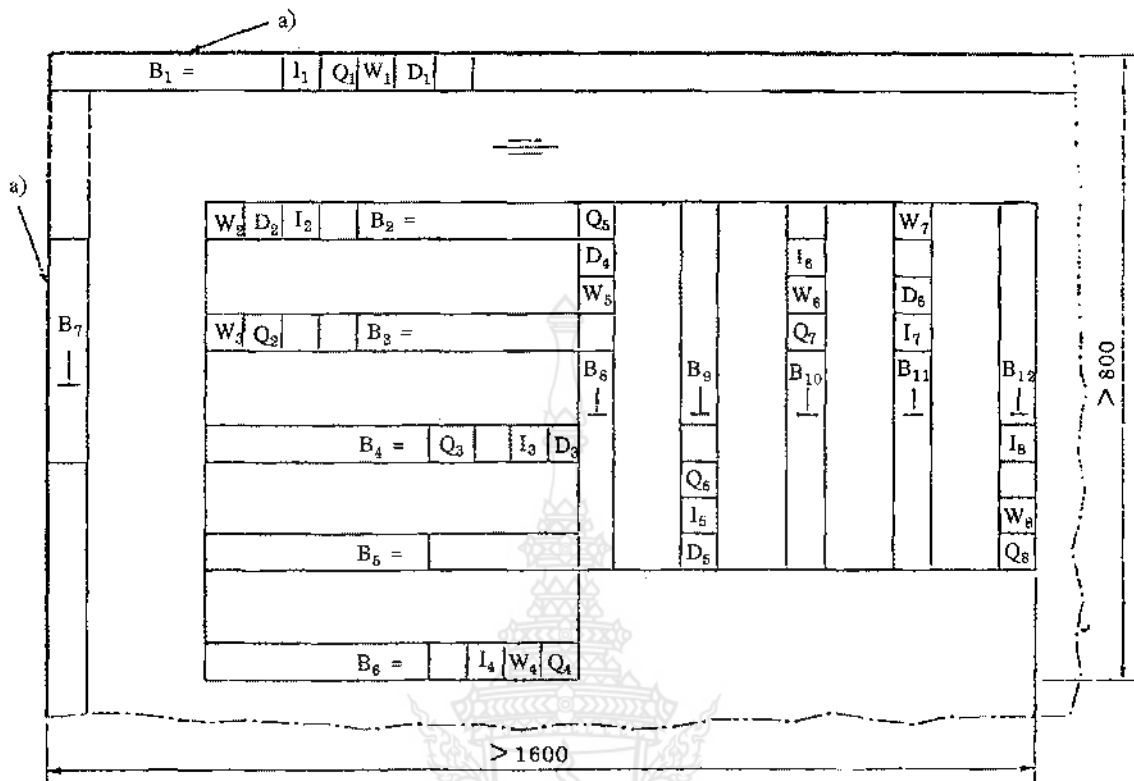 a)
B₁ = I₁ Q₁ W₁ D₁
a)
W₂ D₂ I₂ B₂ = Q₅ W₇
D₄ I₆
W₅ W₆ D₆
B₇ W₃ Q₂ B₃ = Q₇ I₇
B₈ B₉ B₁₀ B₁₁ B₁₂
> 800
B₄ = Q₃ I₃ D₃ I₈
Q₆
I₅ W₈
B₅ = D₅ Q₈
B₆ = I₄ W₄ Q₄
> 1600